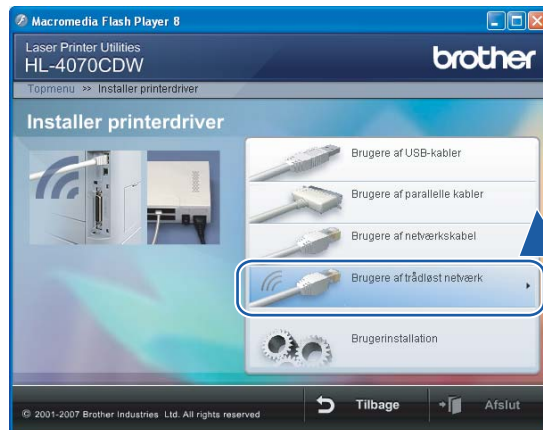 Macromedia Flash Player 8
Laser Printer Utilities
HL-4070CDW
brother
Topmenu >> Installer printerdriver
Installer printerdriver
Brugere af USB-kabler
Brugere af parallelle kabler
Brugere af netværkskabel
Brugere af trådløst netværk
Brugerinstallation
© 2001-2007 Brother Industries Ltd. All rights reserved
Tilbage
Afslut